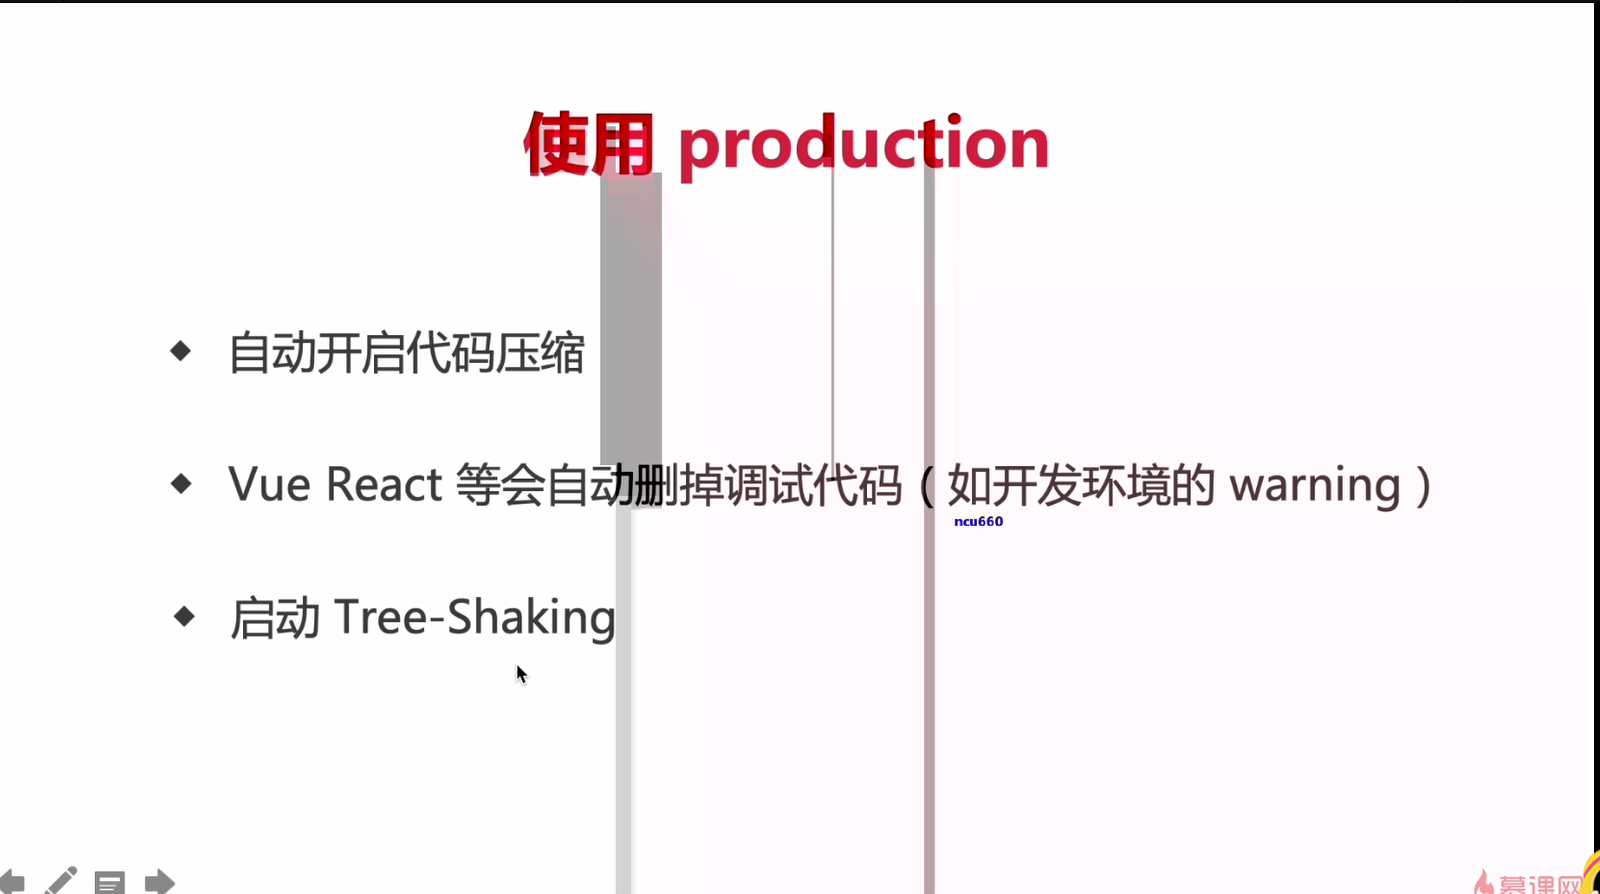 使用 production
◆ 自动开启代码压缩
◆ Vue React 等会自动删掉调试代码（如开发环境的 warning）
ncu660
◆ 启动 Tree-Shaking
慕课网